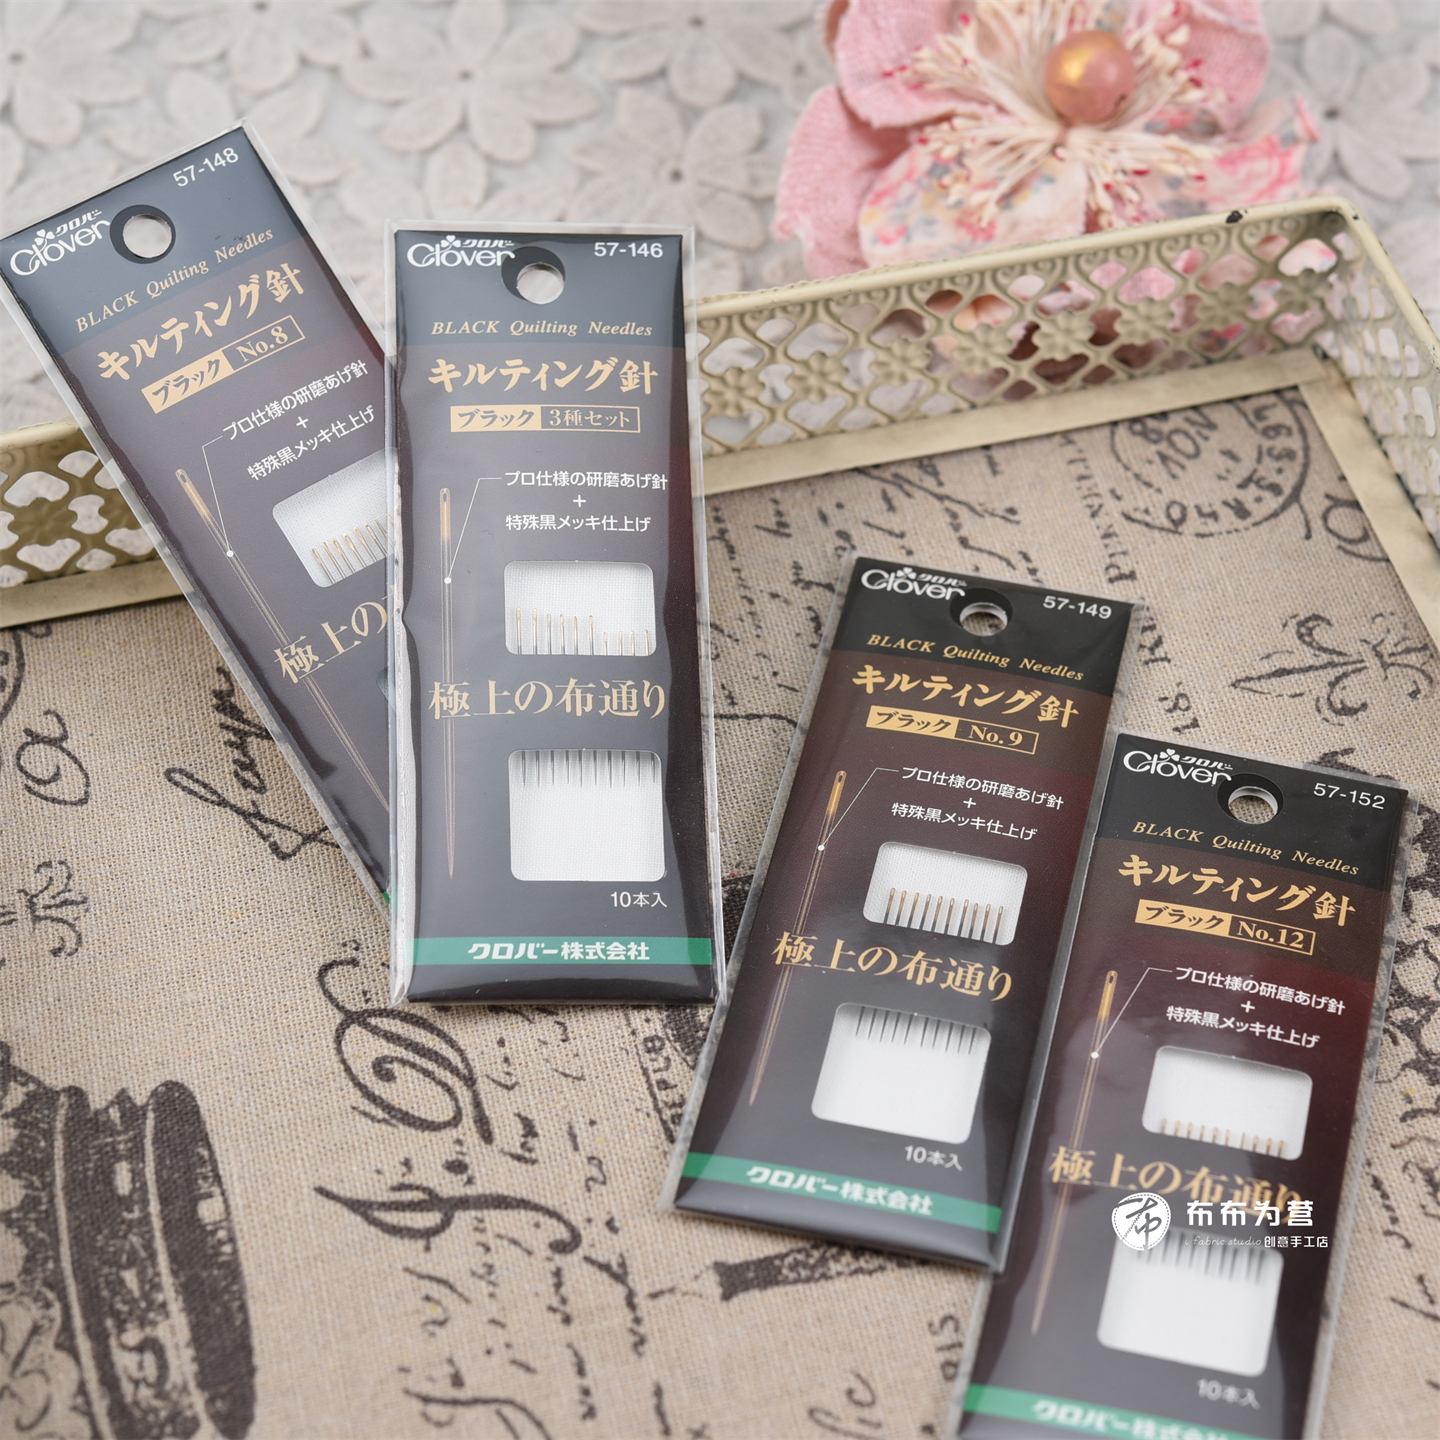 57-148
クロバー
Clover
BLACK Quilting Needles
キルティング針
ブラック No.8
プロ仕様の研磨あげ針
+
特殊黒メッキ仕上げ
極上の
クロバー
Clover
57-146
BLACK Quilting Needles
キルティング針
ブラック 3種セット
プロ仕様の研磨あげ針
+
特殊黒メッキ仕上げ
極上の布通り
10本入
クロバー株式会社
クロバー
Clover
57-149
BLACK Quilting Needles
キルティング針
ブラック No.9
プロ仕様の研磨あげ針
+
特殊黒メッキ仕上げ
極上の布通り
10本入
クロバー株式会社
クロバー
Clover
57-152
BLACK Quilting Needles
キルティング針
ブラック No.12
プロ仕様の研磨あげ針
+
特殊黒メッキ仕上げ
極上の布通り
10本入
クロバー株式会社
布 布布为营
i fabric studio 创意手工店